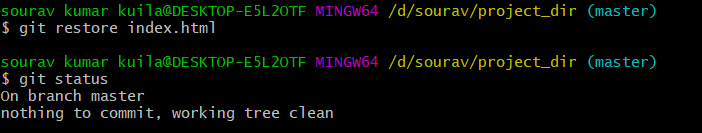 sourav kumar kuila@DESKTOP-E5L2OTF MINGW64 /d/sourav/project_dir (master)
$ git restore index.html
sourav kumar kuila@DESKTOP-E5L2OTF MINGW64 /d/sourav/project_dir (master)
$ git status
On branch master
nothing to commit, working tree clean